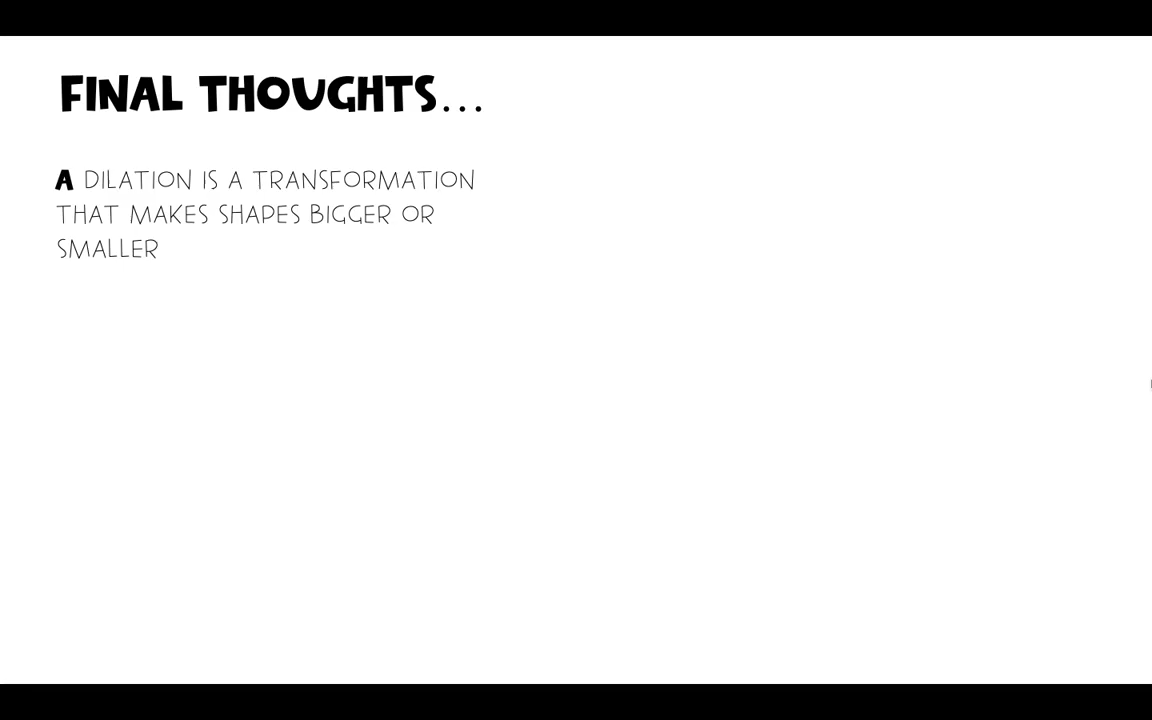 FINAL THOUGHTS...
A DILATION IS A TRANSFORMATION
THAT MAKES SHAPES BIGGER OR
SMALLER